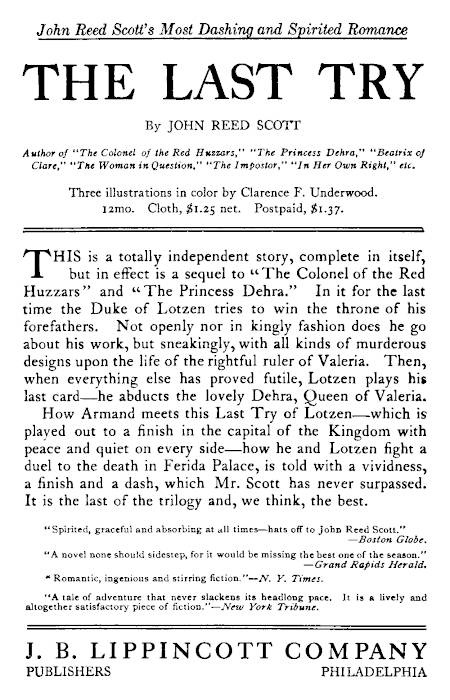 John Reed Scott's Most Dashing and Spirited Romance
THE LAST TRY
By JOHN REED SCOTT
Author of "The Colonel of the Red Huzzars," "The Princess Dehra," "Beatrix of
Clare," "The Woman in Question," "The Impostor," "In Her Own Right," etc.
Three illustrations in color by Clarence F. Underwood.
12mo. Cloth, $1.25 net. Postpaid, $1.37.
THIS is a totally independent story, complete in itself,
but in effect is a sequel to "The Colonel of the Red
Huzzars" and "The Princess Dehra." In it for the last
time the Duke of Lotzen tries to win the throne of his
forefathers. Not openly nor in kingly fashion does he go
about his work, but sneakingly, with all kinds of murderous
designs upon the life of the rightful ruler of Valeria. Then,
when everything else has proved futile, Lotzen plays his
last card—he abducts the lovely Dehra, Queen of Valeria.
How Armand meets this Last Try of Lotzen—which is
played out to a finish in the capital of the Kingdom with
peace and quiet on every side—how he and Lotzen fight a
duel to the death in Ferida Palace, is told with a vividness,
a finish and a dash, which Mr. Scott has never surpassed.
It is the last of the trilogy and, we think, the best.
"Spirited, graceful and absorbing at all times—hats off to John Reed Scott."
—Boston Globe.
"A novel none should sidestep, for it would be missing the best one of the season."
—Grand Rapids Herald.
"Romantic, ingenious and stirring fiction."—N. Y. Times.
"A tale of adventure that never slackens its headlong pace. It is a lively and
altogether satisfactory piece of fiction."—New York Tribune.
J. B. LIPPINCOTT COMPANY
PUBLISHERS PHILADELPHIA